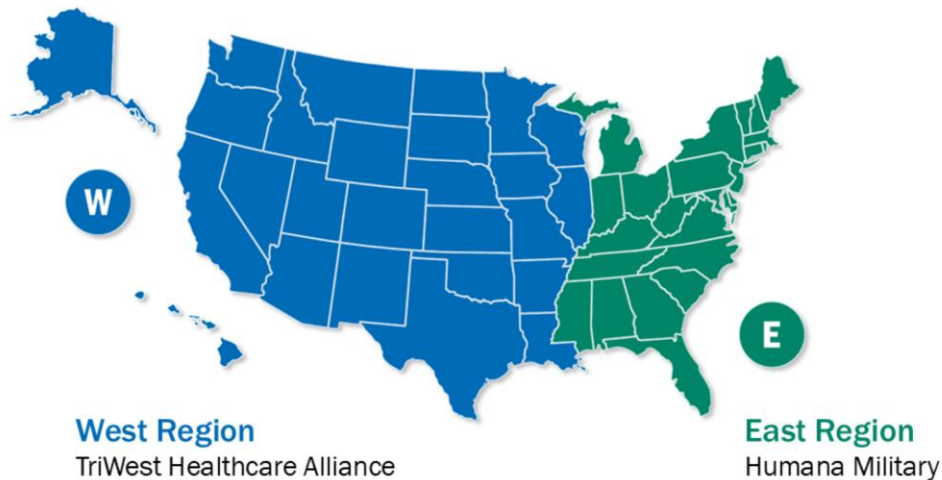 W
E
West Region
TriWest Healthcare Alliance
East Region
Humana Military